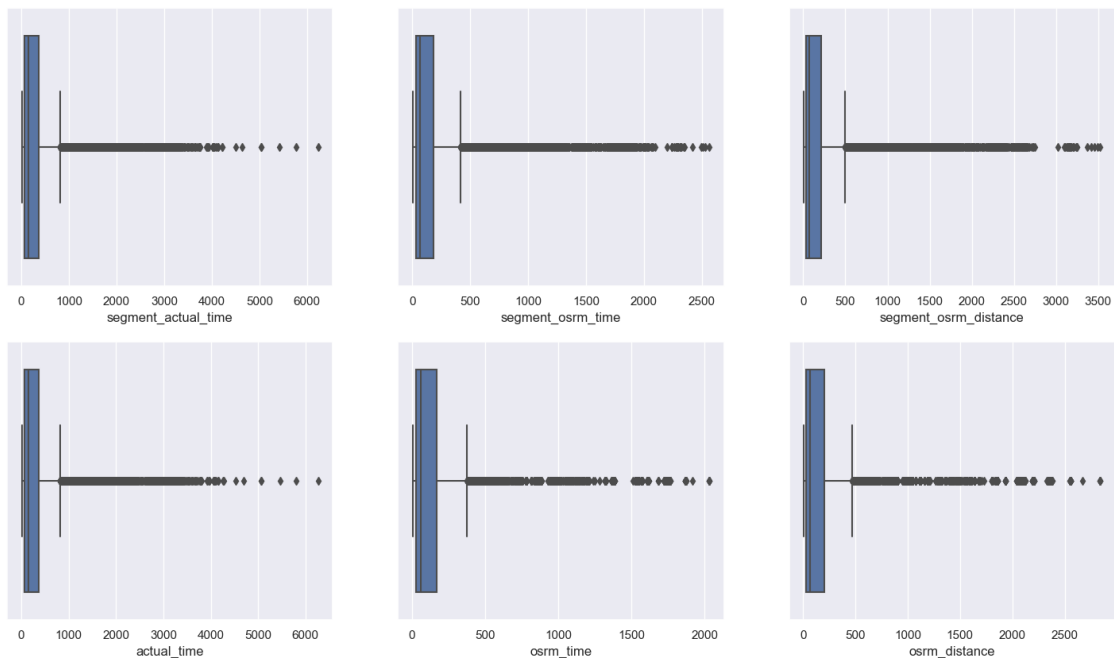 0 1000 2000 3000 4000 5000 6000
segment_actual_time
0 500 1000 1500 2000 2500
segment_osrm_time
0 500 1000 1500 2000 2500 3000 3500
segment_osrm_distance
0 1000 2000 3000 4000 5000 6000
actual_time
0 500 1000 1500 2000
osrm_time
0 500 1000 1500 2000 2500
osrm_distance